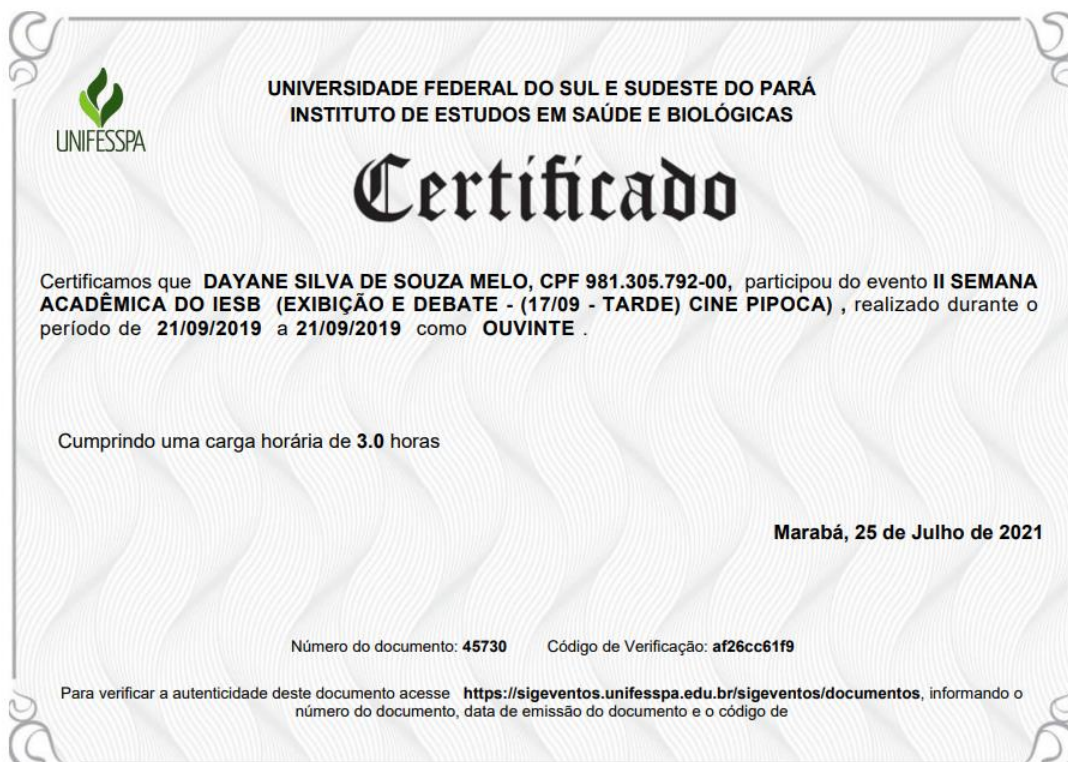 UNIFESSPA
UNIVERSIDADE FEDERAL DO SUL E SUDESTE DO PARÁ
INSTITUTO DE ESTUDOS EM SAÚDE E BIOLÓGICAS
Certificado
Certificamos que DAYANE SILVA DE SOUZA MELO, CPF 981.305.792-00, participou do evento II SEMANA
ACADÊMICA DO IESB (EXIBIÇÃO E DEBATE - (17/09 - TARDE) CINE PIPOCA) , realizado durante o
período de 21/09/2019 a 21/09/2019 como OUVINTE .
Cumprindo uma carga horária de 3.0 horas
Marabá, 25 de Julho de 2021
Número do documento: 45730 Código de Verificação: af26cc61f9
Para verificar a autenticidade deste documento acesse https://sigeventos.unifesspa.edu.br/sigeventos/documentos, informando o
número do documento, data de emissão do documento e o código de